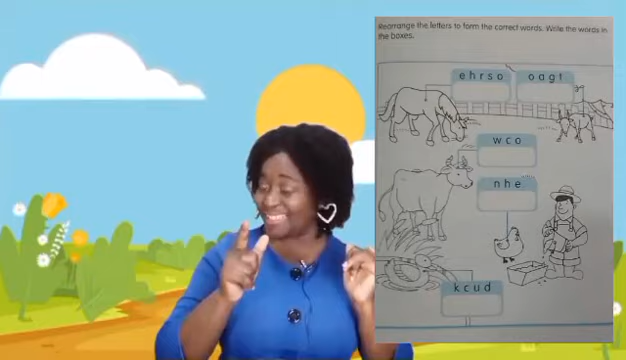 Rearrange the letters to form the correct words. Write the words in
the boxes.
e h r s o
o a g t
w c o
n h e
k c u d